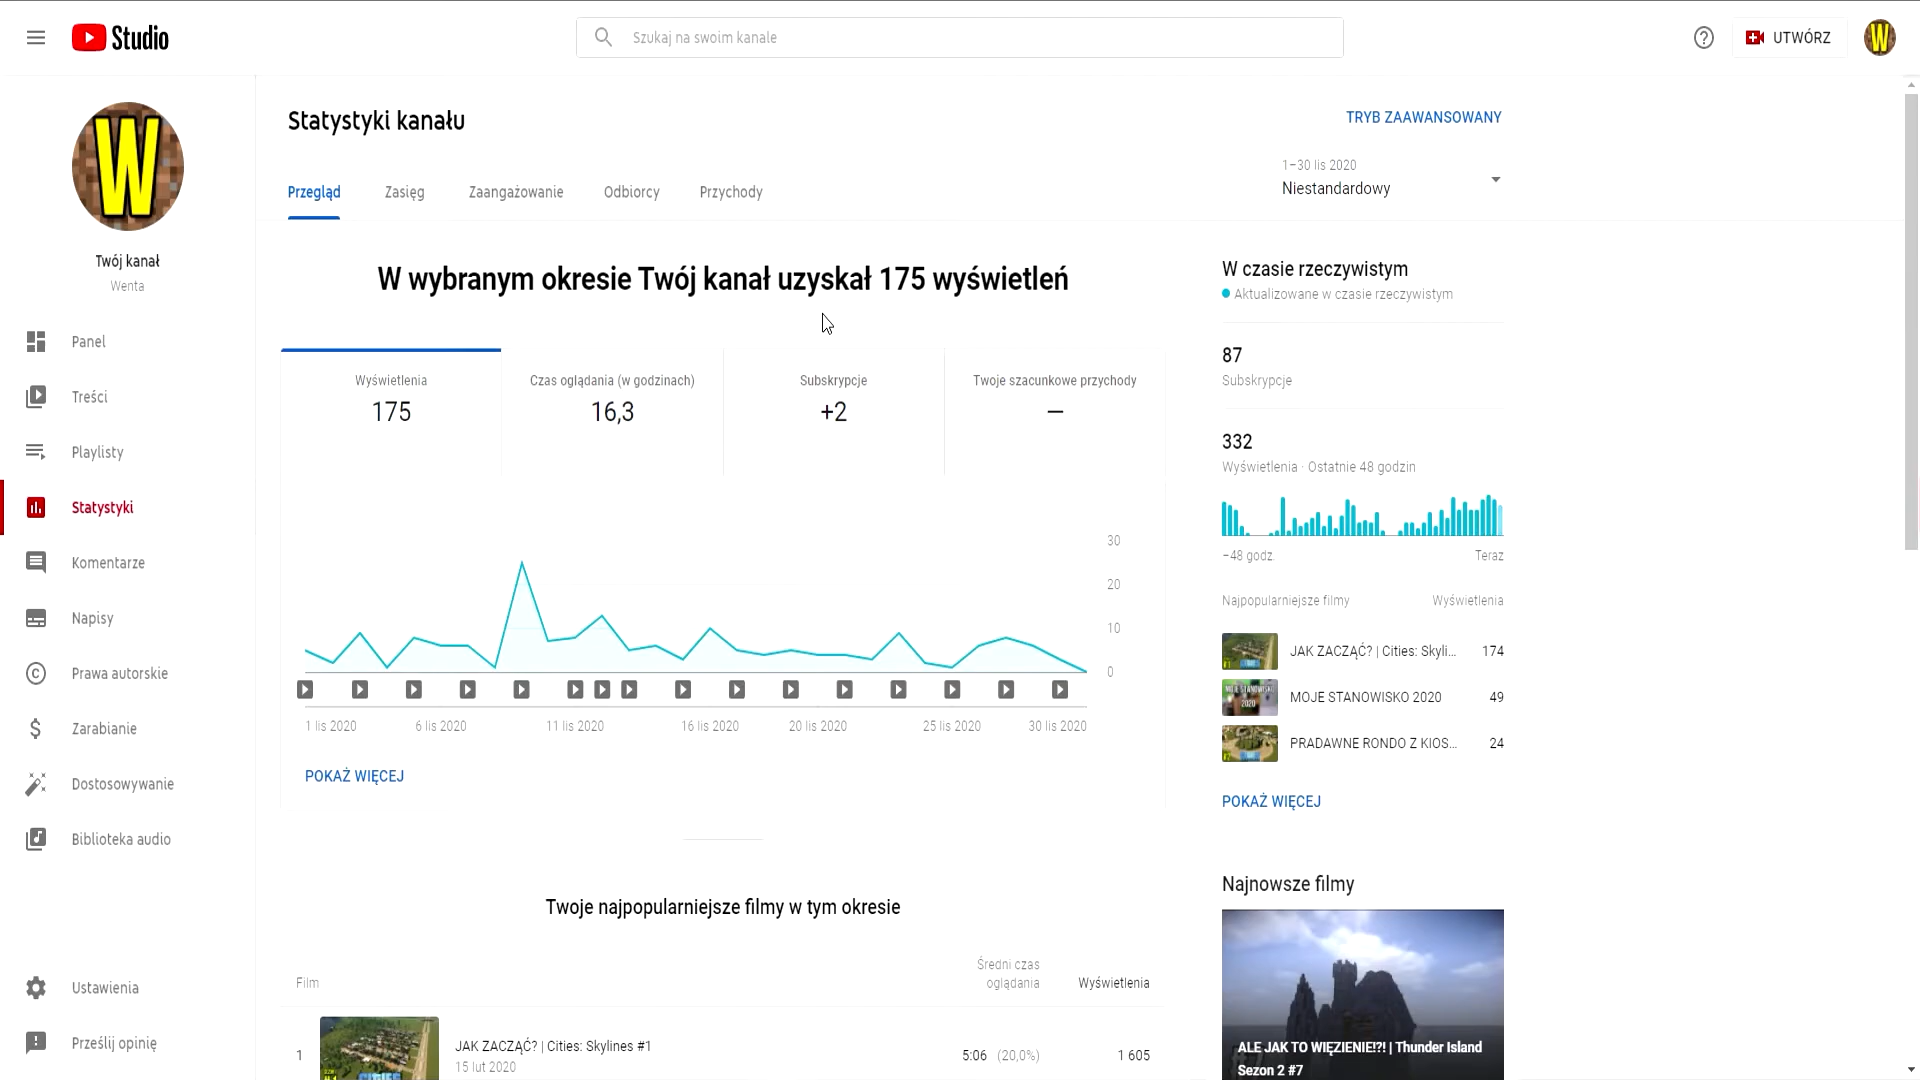 Studio
Szukaj na swoim kanale
UTWÓRZ
W
W
Twój kanał
Wenta
Panel
Treści
Playlisty
Statystyki
Komentarze
Napisy
Prawa autorskie
Zarabianie
Dostosowywanie
Biblioteka audio
Ustawienia
Prześlij opinię
Statystyki kanału
TRYB ZAAWANSOWANY
Przegląd Zasięg Zaangażowanie Odbiorcy Przychody
1–30 lis 2020
Niestandardowy
W wybranym okresie Twój kanał uzyskał 175 wyświetleń
Wyświetlenia
175
Czas oglądania (w godzinach)
16,3
Subskrypcje
+2
Twoje szacunkowe przychody
—
30
20
10
0
1 lis 2020 6 lis 2020 11 lis 2020 16 lis 2020 20 lis 2020 25 lis 2020 30 lis 2020
POKAŻ WIĘCEJ
Twoje najpopularniejsze filmy w tym okresie
Film
Średni czas
oglądania
Wyświetlenia
1
JAK ZACZĄĆ? | Cities: Skylines #1
15 lut 2020
5:06 (20,0%)
1 605
W czasie rzeczywistym
Aktualizowane w czasie rzeczywistym
87
Subskrypcje
332
Wyświetlenia · Ostatnie 48 godzin
−48 godz. Teraz
Najpopularniejsze filmy Wyświetlenia
JAK ZACZĄĆ? | Cities: Skyli... 174
MOJE STANOWISKO 2020 49
PRADAWNE RONDO Z KIOS... 24
POKAŻ WIĘCEJ
Najnowsze filmy
ALE JAK TO WIĘZIENIE!?! | Thunder Island
Sezon 2 #7